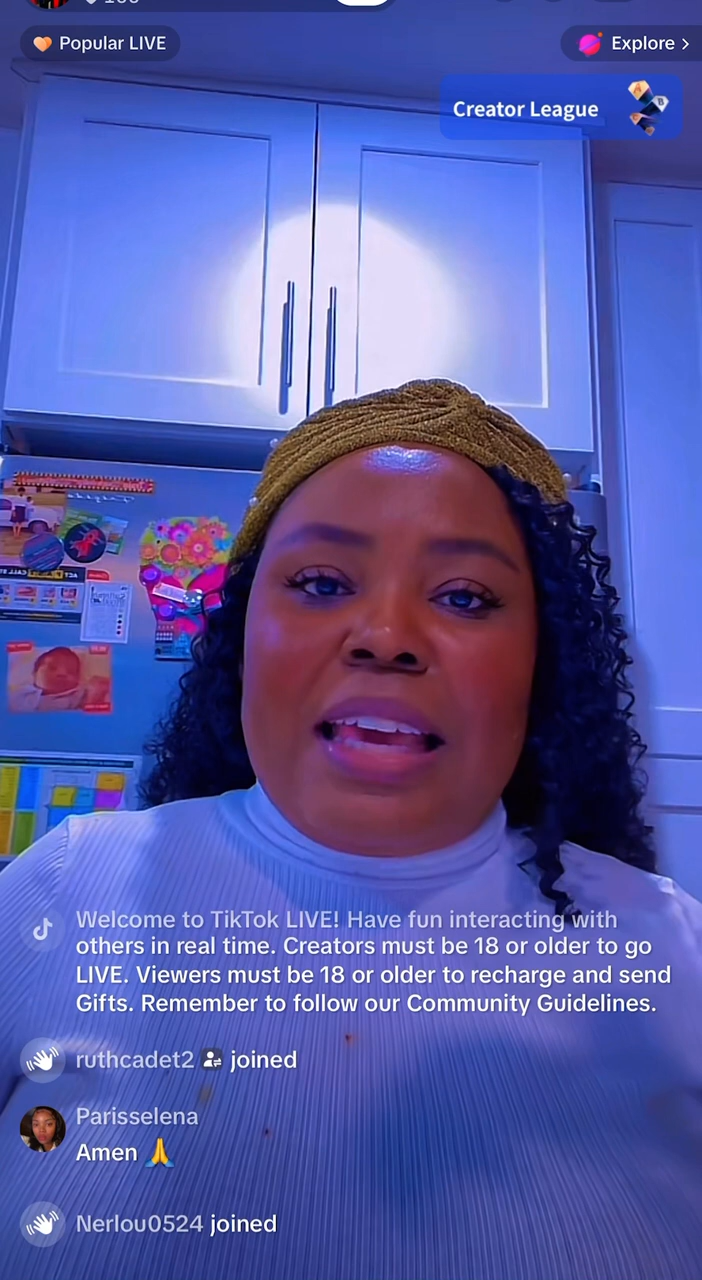 Popular LIVE
Explore >
Creator League
Welcome to TikTok LIVE! Have fun interacting with
others in real time. Creators must be 18 or older to go
LIVE. Viewers must be 18 or older to recharge and send
Gifts. Remember to follow our Community Guidelines.
ruthcadet2 joined
Parisselena
Amen 🙏
Nerlou0524 joined